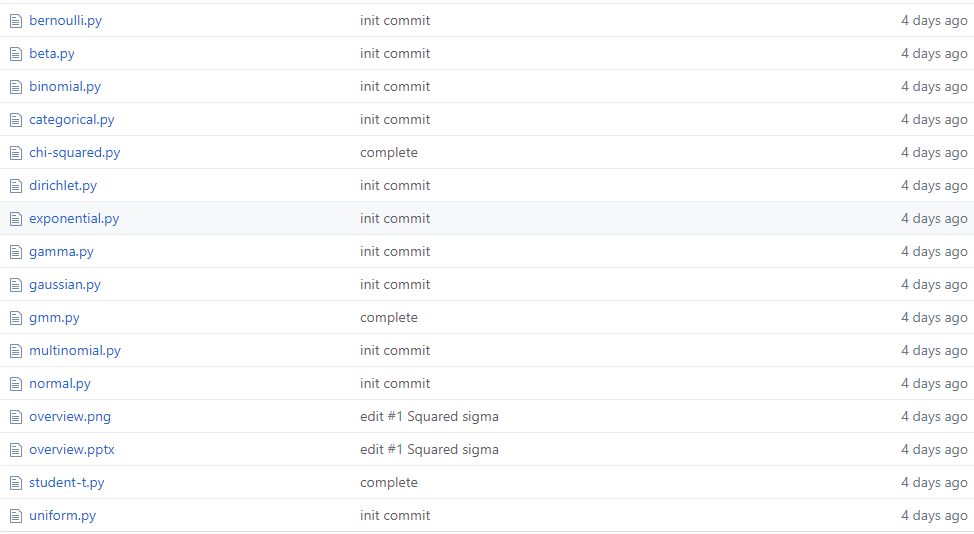 bernoulli.py init commit 4 days ago
beta.py init commit 4 days ago
binomial.py init commit 4 days ago
categorical.py init commit 4 days ago
chi-squared.py complete 4 days ago
dirichlet.py init commit 4 days ago
exponential.py init commit 4 days ago
gamma.py init commit 4 days ago
gaussian.py init commit 4 days ago
gmm.py complete 4 days ago
multinomial.py init commit 4 days ago
normal.py init commit 4 days ago
overview.png edit #1 Squared sigma 4 days ago
overview.pptx edit #1 Squared sigma 4 days ago
student-t.py complete 4 days ago
uniform.py init commit 4 days ago